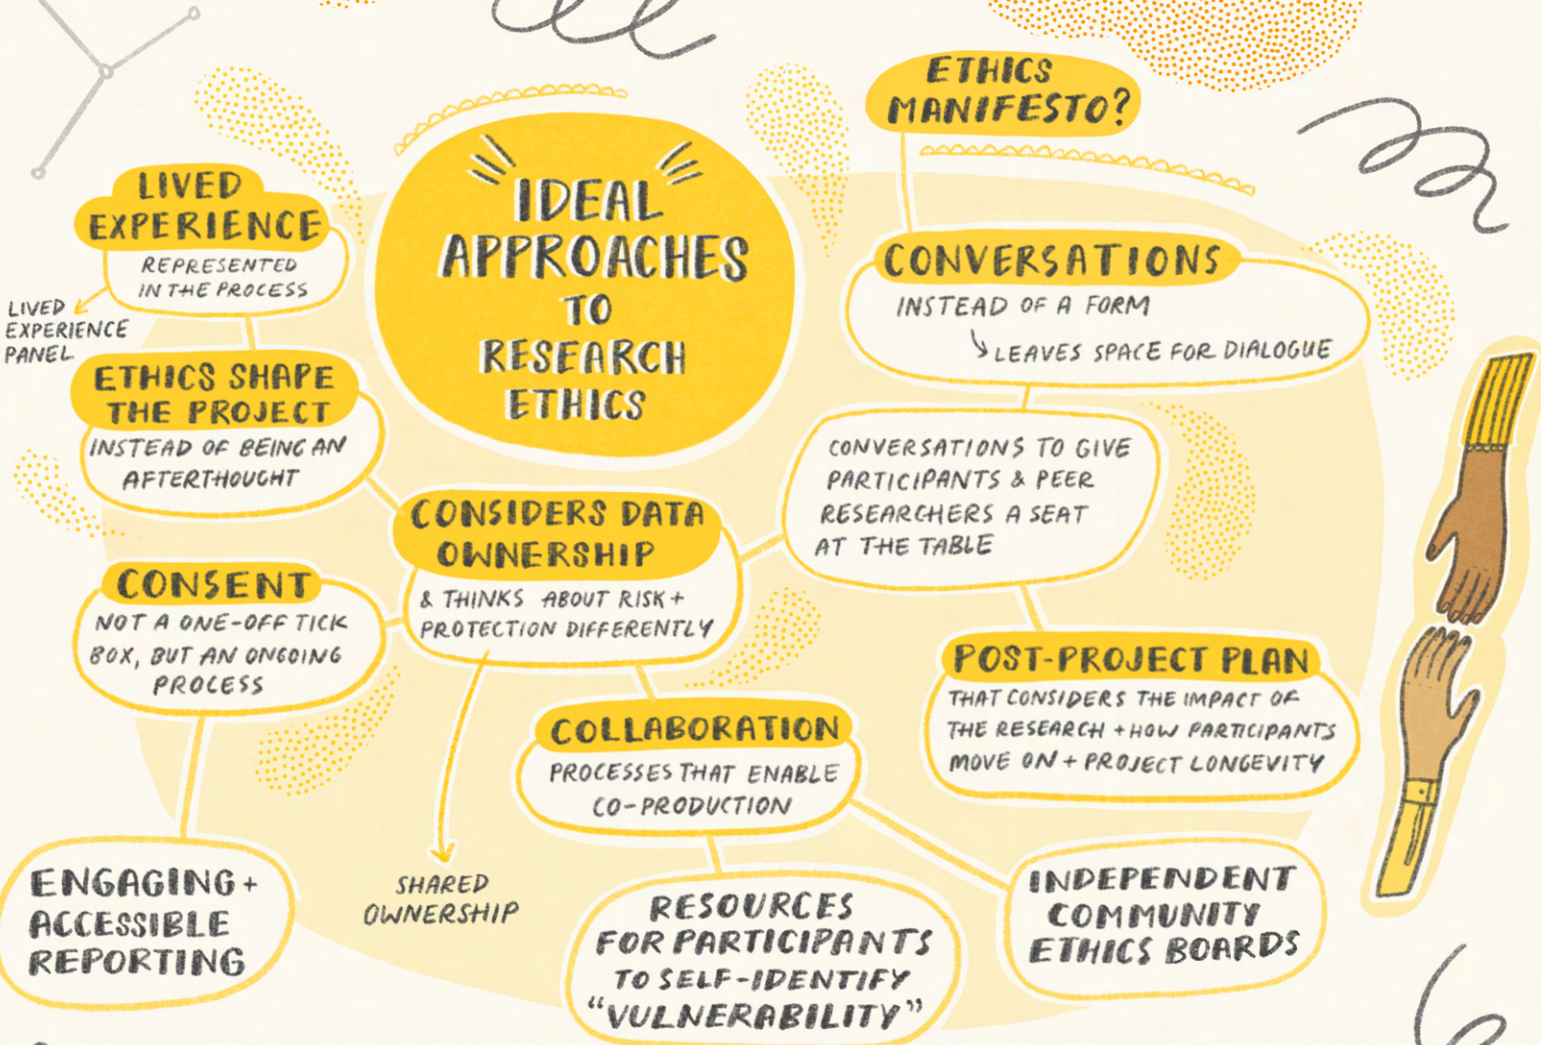 IDEAL
APPROACHES
TO
RESEARCH
ETHICS
ETHICS
MANIFESTO?
LIVED
EXPERIENCE
REPRESENTED
IN THE PROCESS
LIVED
EXPERIENCE
PANEL
ETHICS SHAPE
THE PROJECT
INSTEAD OF BEING AN
AFTERTHOUGHT
CONVERSATIONS
INSTEAD OF A FORM
LEAVES SPACE FOR DIALOGUE
CONVERSATIONS TO GIVE
PARTICIPANTS & PEER
RESEARCHERS A SEAT
AT THE TABLE
CONSIDERS DATA
OWNERSHIP
& THINKS ABOUT RISK +
PROTECTION DIFFERENTLY
CONSENT
NOT A ONE-OFF TICK
BOX, BUT AN ONGOING
PROCESS
POST-PROJECT PLAN
THAT CONSIDERS THE IMPACT OF
THE RESEARCH + HOW PARTICIPANTS
MOVE ON + PROJECT LONGEVITY
COLLABORATION
PROCESSES THAT ENABLE
CO-PRODUCTION
ENGAGING +
ACCESSIBLE
REPORTING
SHARED
OWNERSHIP
RESOURCES
FOR PARTICIPANTS
TO SELF-IDENTIFY
"VULNERABILITY"
INDEPENDENT
COMMUNITY
ETHICS BOARDS